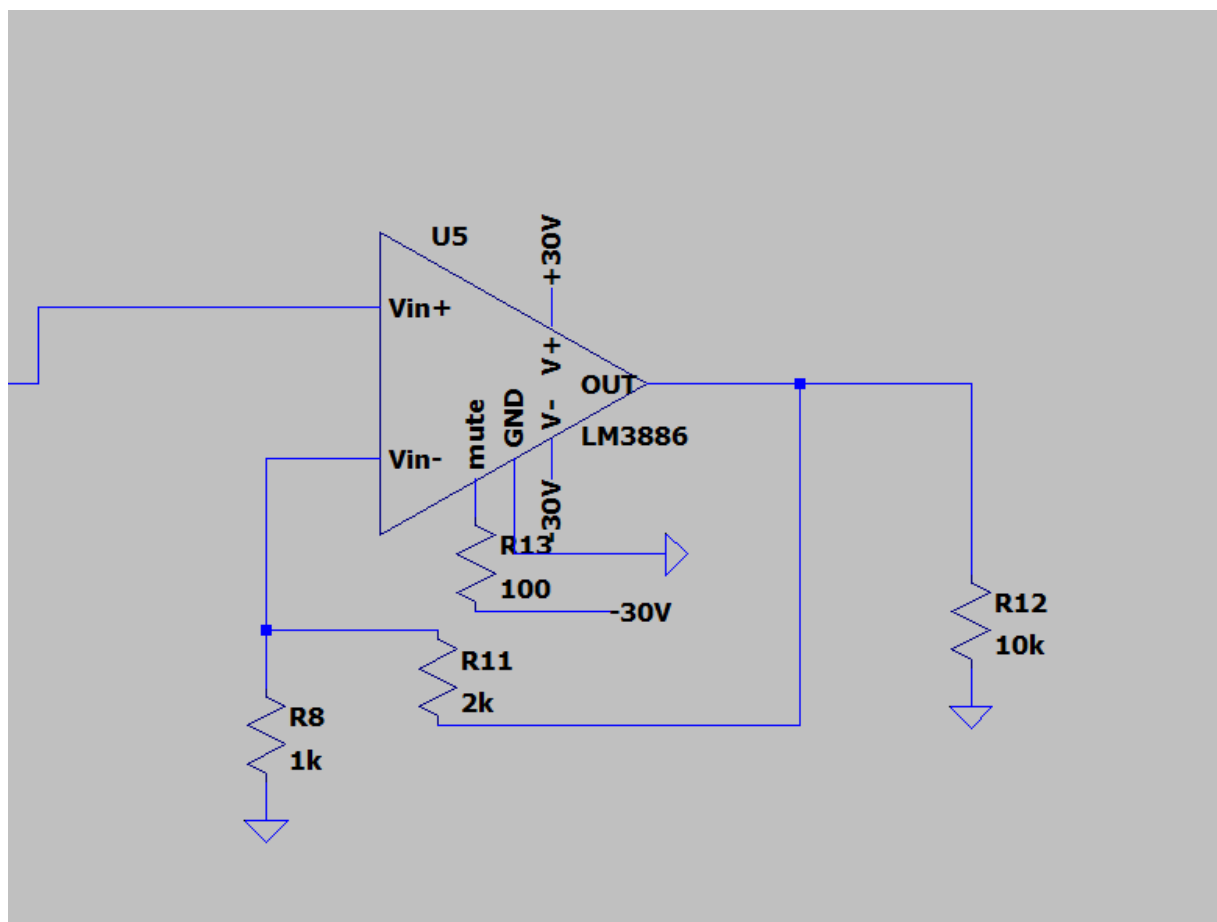 U5
+30V
Vin+
V+
OUT
mute
GND
V-
LM3886
Vin-
-30V
R13
100
-30V
R12
10k
R11
2k
R8
1k